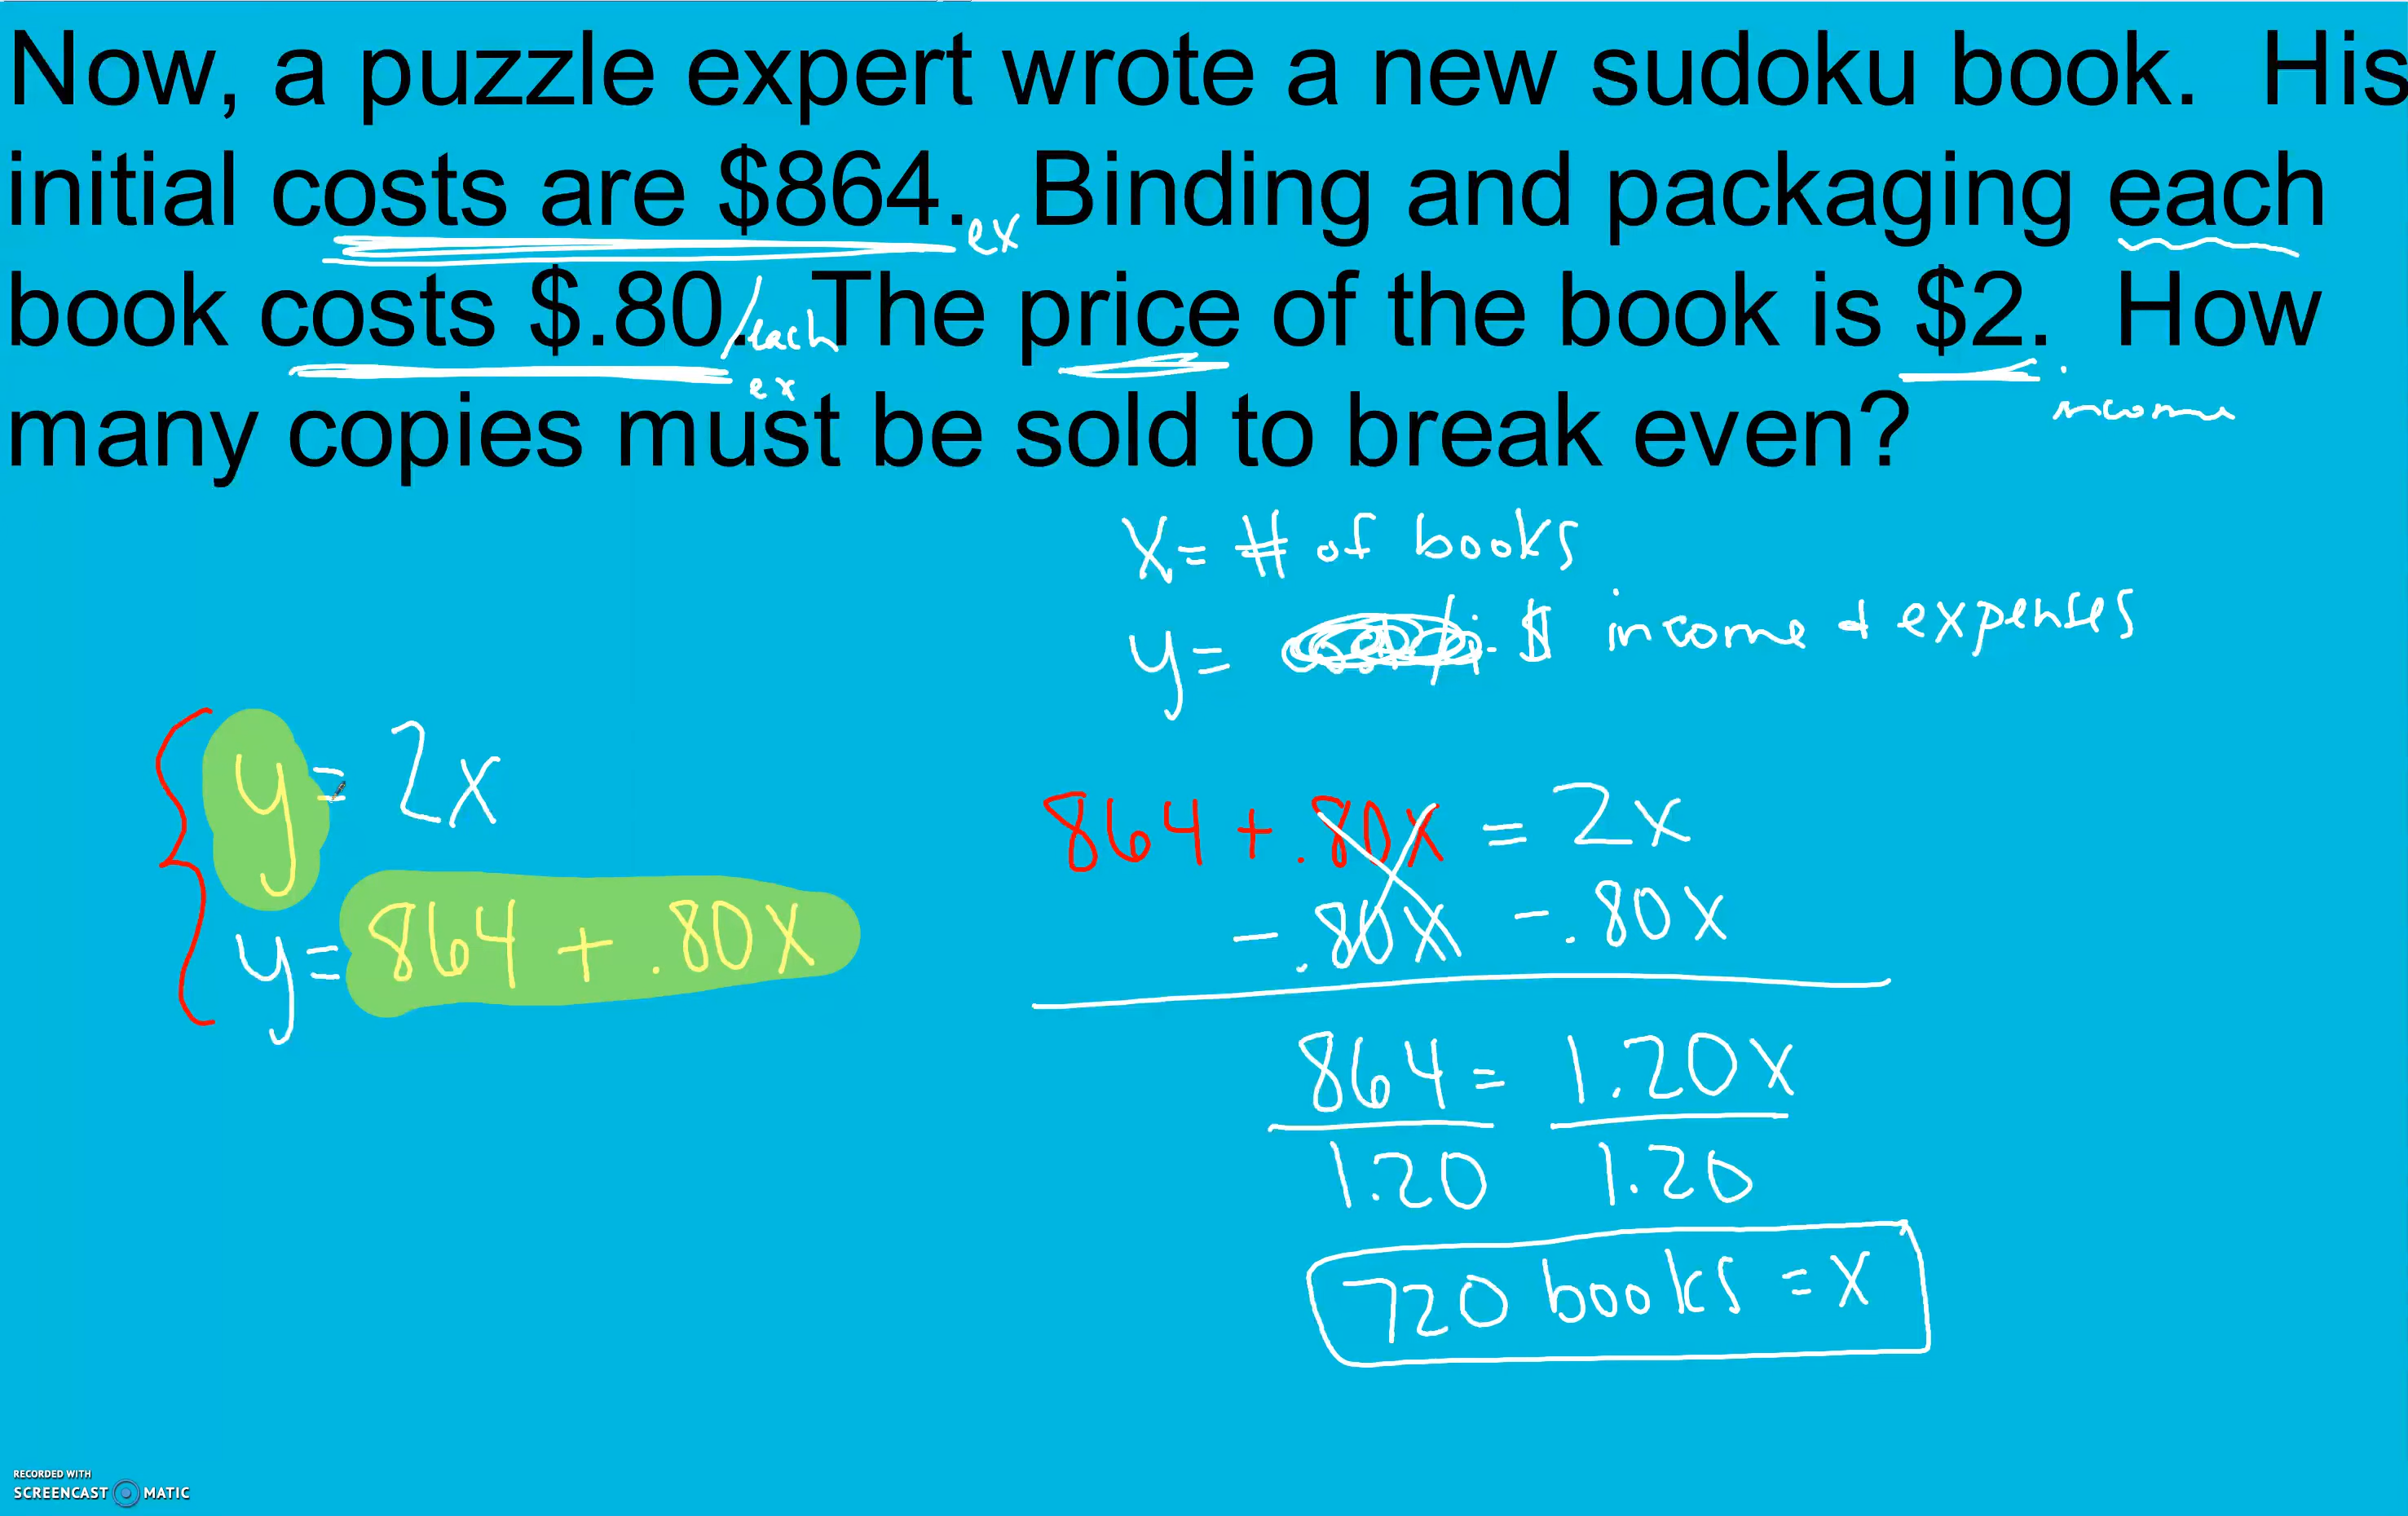 Now, a puzzle expert wrote a new sudoku book. His
initial costs are $864. Binding and packaging each
ex
book costs $.80. The price of the book is $2. How
/each
ex
income
many copies must be sold to break even?
x = # of books
y = $ income + expenses
y = 2x
y = 864 + .80x
864 + .80x = 2x
- .80x - .80x
864 = 1.20x
1.20 1.20
720 books = x
RECORDED WITH
SCREENCAST MATIC